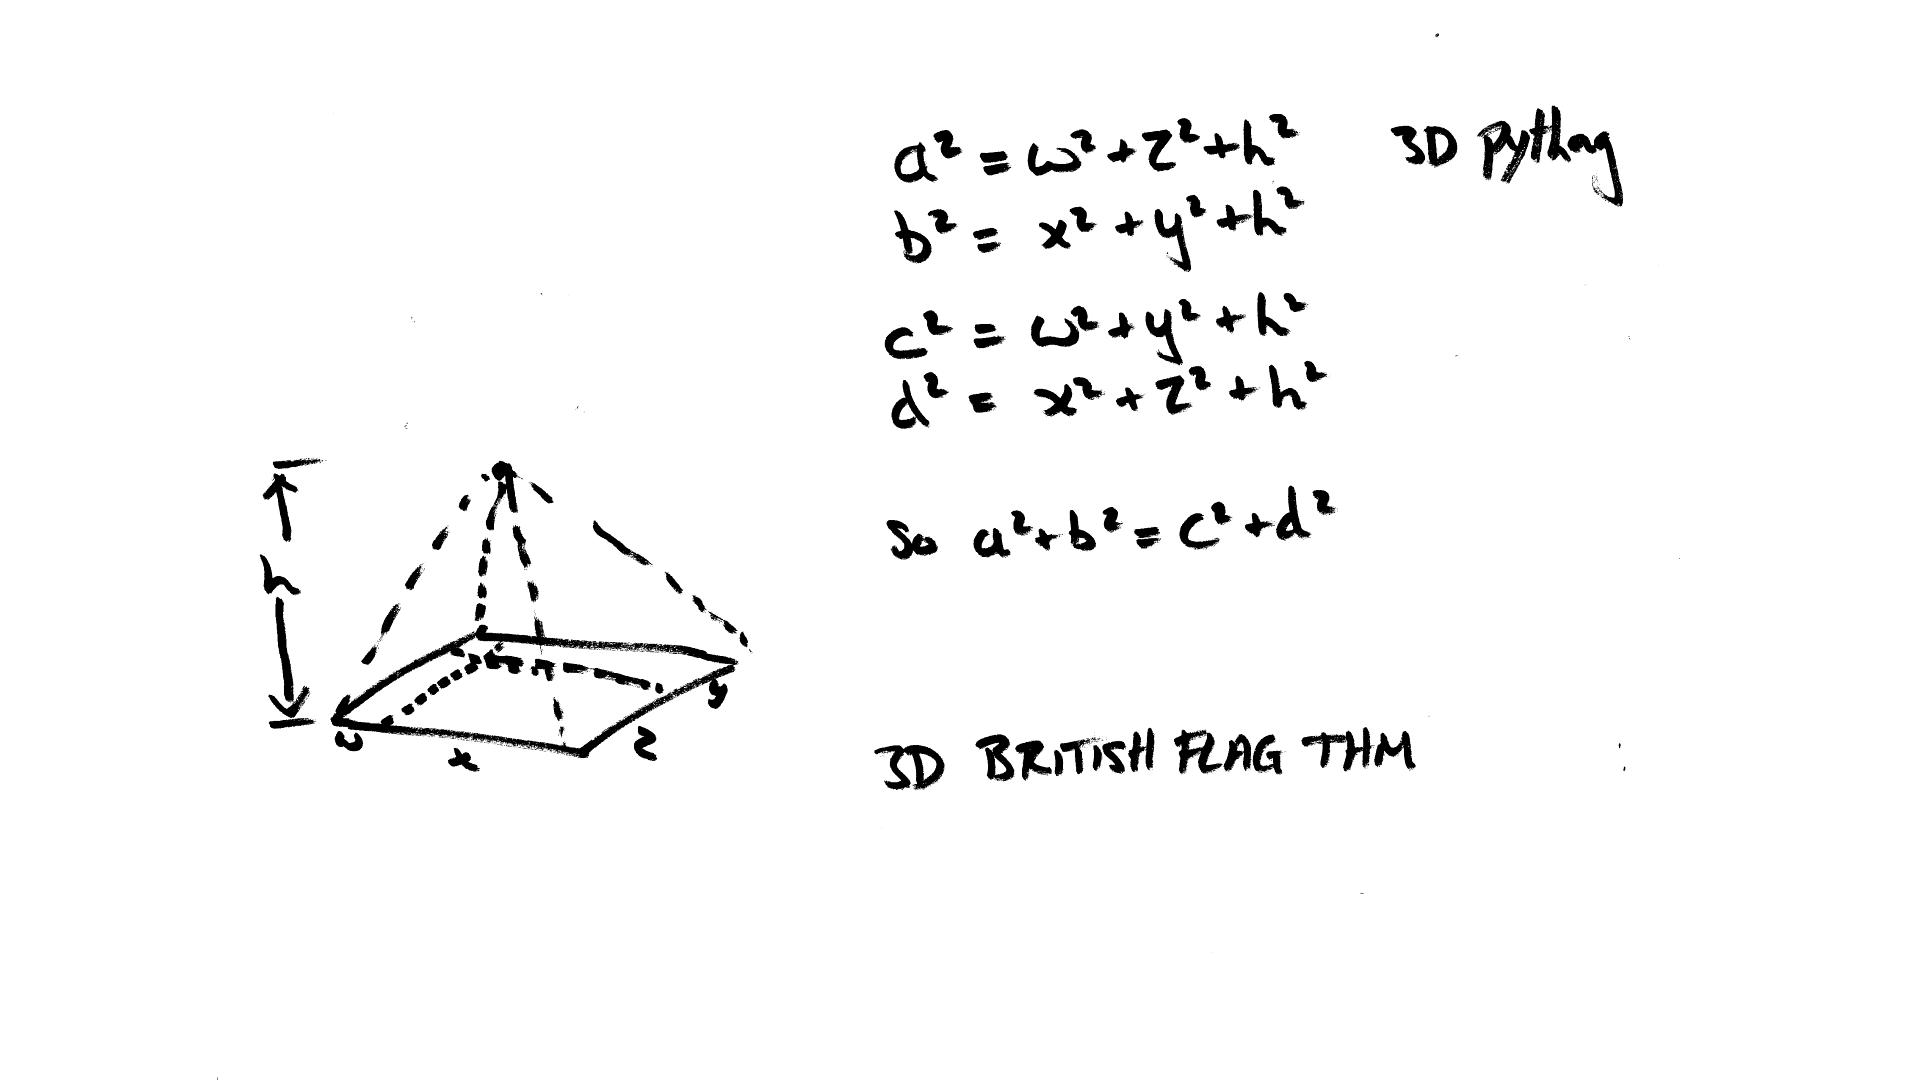 a² = w² + z² + h² 3D Pythag
b² = x² + y² + h²
c² = w² + y² + h²
d² = x² + z² + h²
So a² + b² = c² + d²
h
y
w x z
3D BRITISH FLAG THM